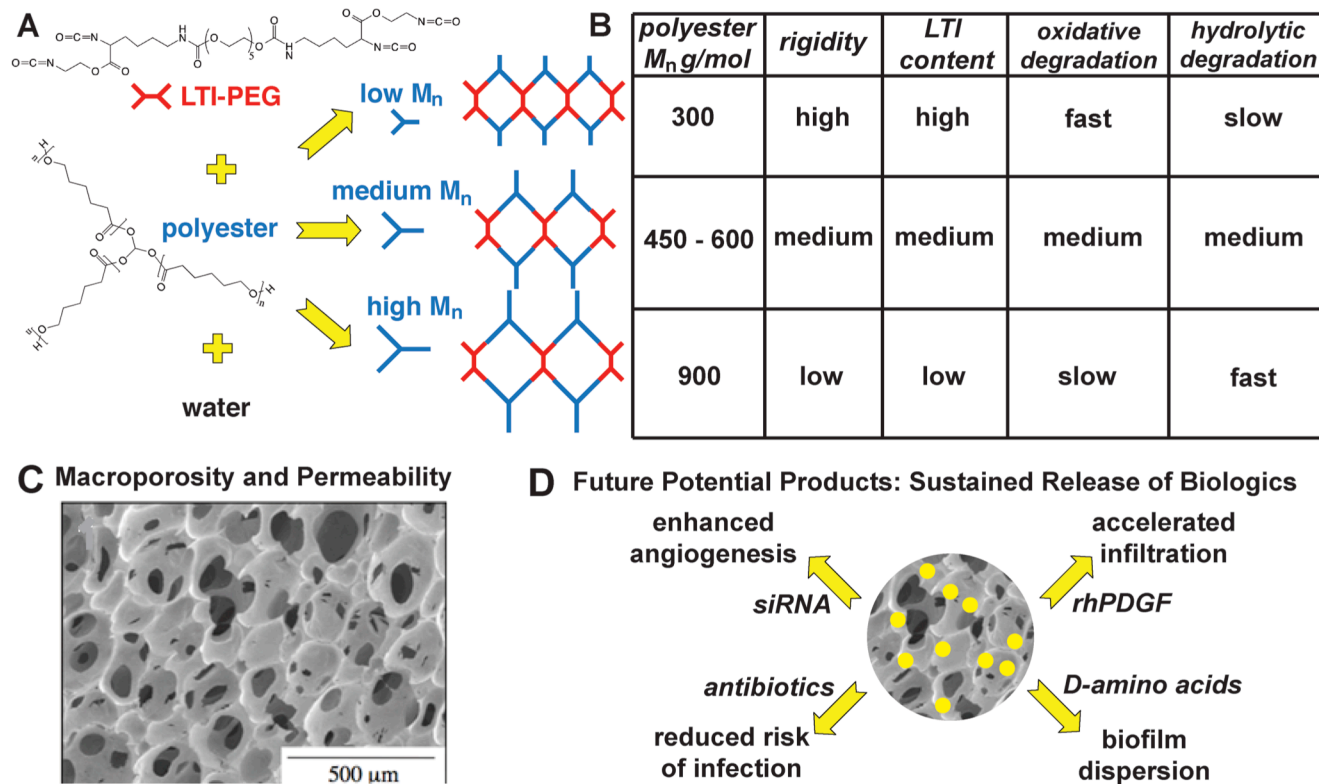 A
O=C=N
O
N=C=O
H
N
O
O
O
5
O
H
N
O
O
N=C=O
O=C=N
O
O
LTI-PEG
low Mn
H
n
O
O
polyester
medium Mn
O
O
O
O
O
O
O
H
n
O
n
H
high Mn
water
B
polyester
Mn g/mol
rigidity
LTI
content
oxidative
degradation
hydrolytic
degradation
300
high
high
fast
slow
450 - 600
medium
medium
medium
medium
900
low
low
slow
fast
C Macroporosity and Permeability
500 μm
D Future Potential Products: Sustained Release of Biologics
enhanced
angiogenesis
siRNA
accelerated
infiltration
rhPDGF
antibiotics
reduced risk
of infection
D-amino acids
biofilm
dispersion